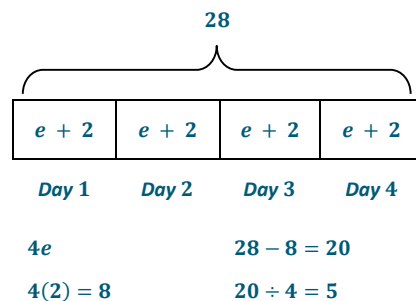 28
e + 2 e + 2 e + 2 e + 2
Day 1 Day 2 Day 3 Day 4
4e 28 − 8 = 20
4(2) = 8 20 ÷ 4 = 5